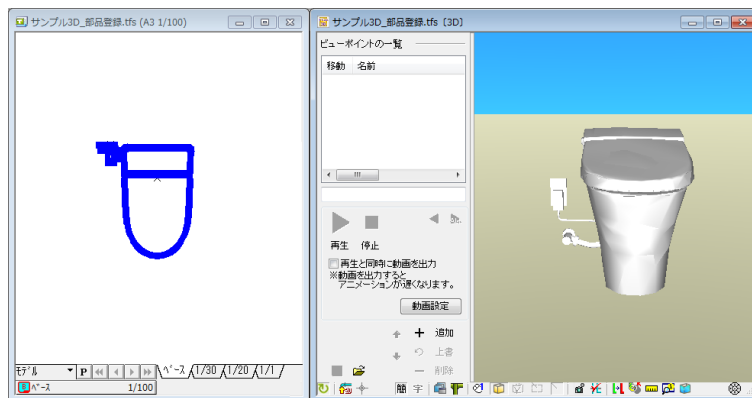 サンプル3D_部品登録.tfs (A3 1/100)
モデル
P
ベース
1/30
1/20
1/1
ベース
1/100
サンプル3D_部品登録.tfs [3D]
ビューポイントの一覧
移動 名前
再生 停止
再生と同時に動画を出力
※動画を出力すると
アニメーションが遅くなります。
動画設定
追加
上書
削除
簡 字